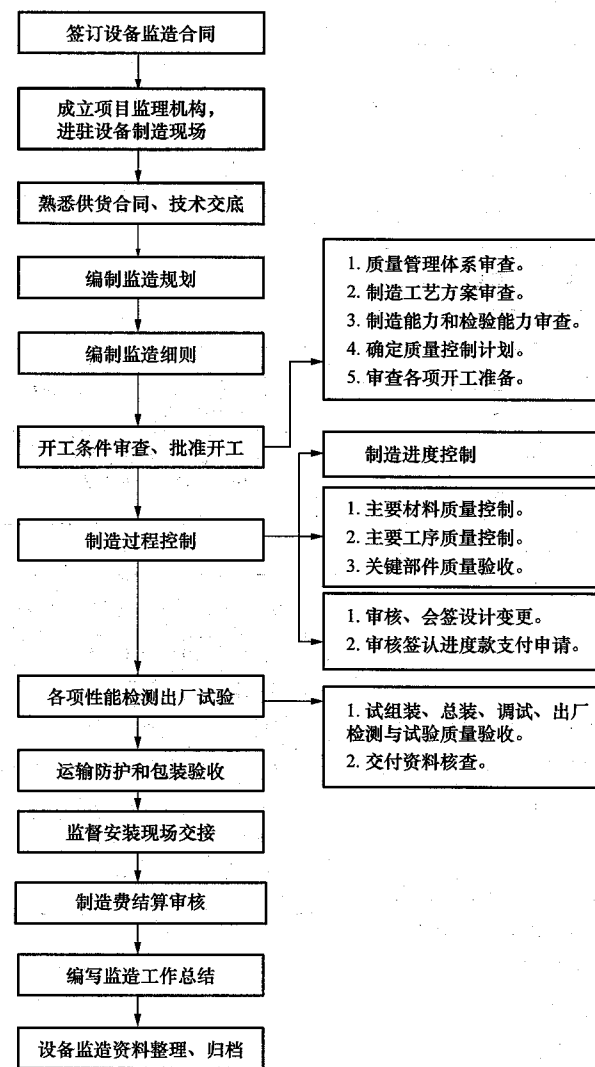 签订设备监造合同
成立项目监理机构,
进驻设备制造现场
熟悉供货合同、技术交底
编制监造规划
编制监造细则
开工条件审查、批准开工
1. 质量管理体系审查。
2. 制造工艺方案审查。
3. 制造能力和检验能力审查。
4. 确定质量控制计划。
5. 审查各项开工准备。
制造过程控制
制造进度控制
1. 主要材料质量控制。
2. 主要工序质量控制。
3. 关键部件质量验收。
1. 审核、会签设计变更。
2. 审核签认进度款支付申请。
各项性能检测出厂试验
1. 试组装、总装、调试、出厂
检测与试验质量验收。
2. 交付资料核查。
运输防护和包装验收
监督安装现场交接
制造费结算审核
编写监造工作总结
设备监造资料整理、归档